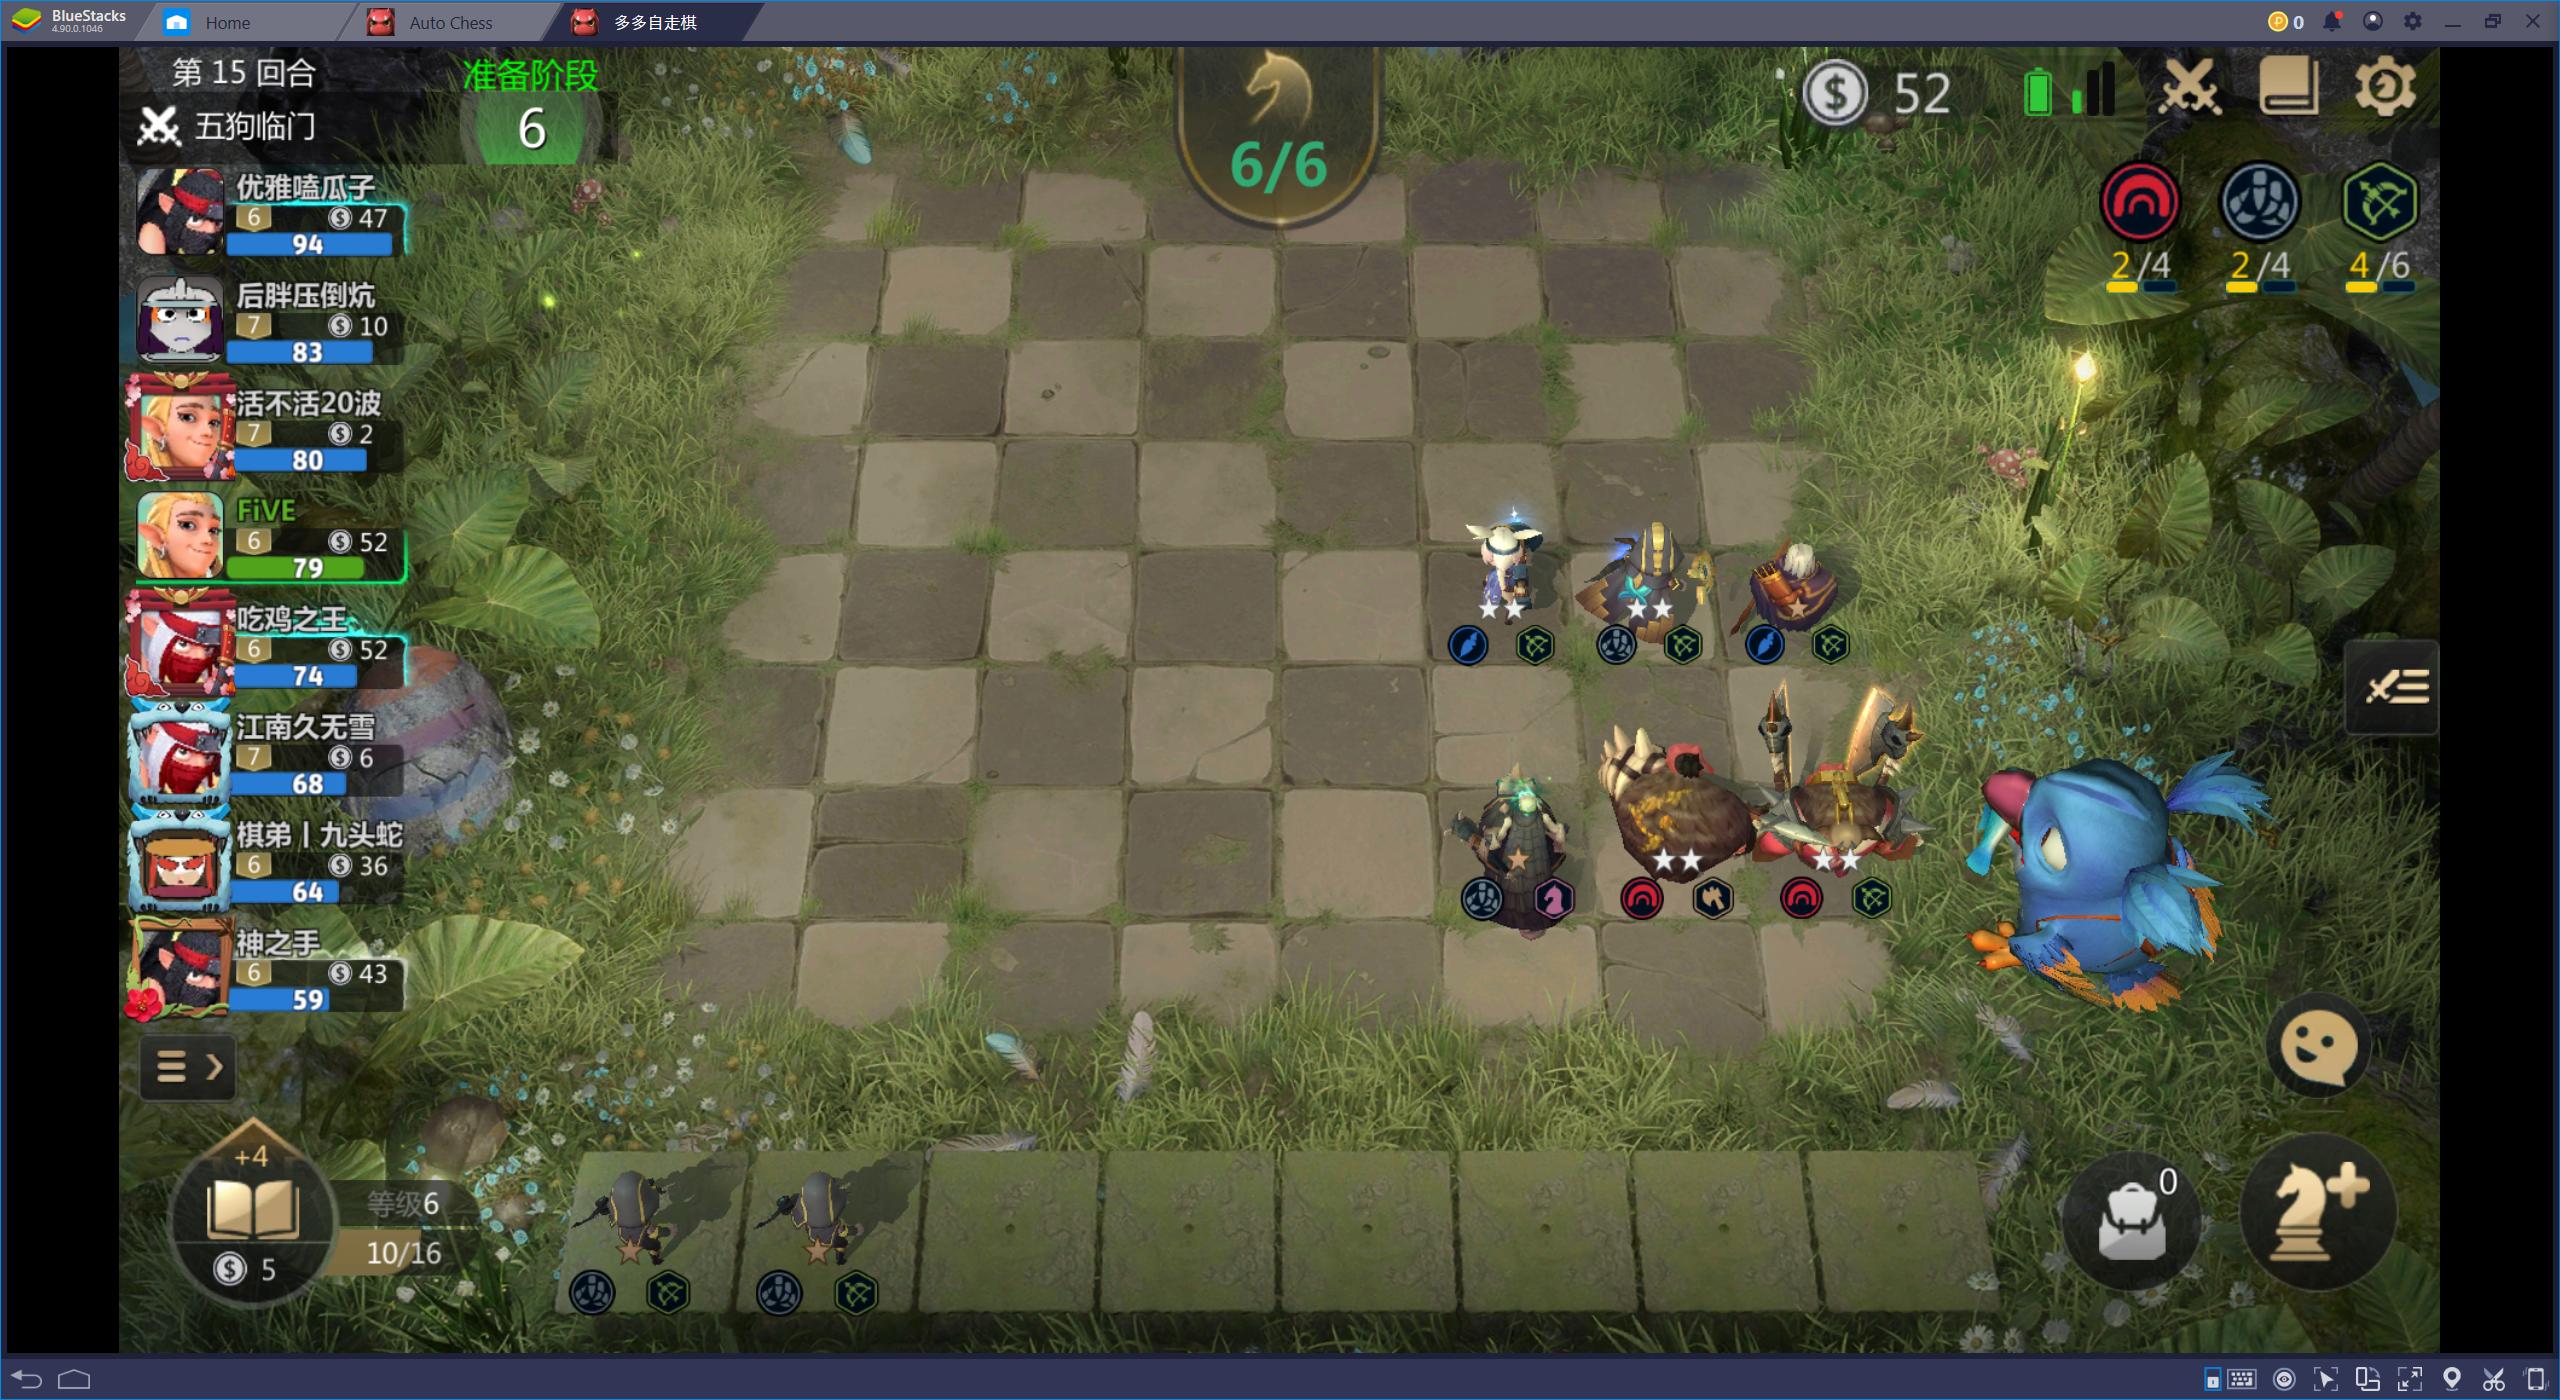 BlueStacks
4.90.0.1046
Home
Auto Chess
多多自走棋
0
第 15 回合
准备阶段
五狗临门
6
6/6
52
2/4
2/4
4/6
优雅嗑瓜子
6 47
94
后胖压倒炕
7 10
83
活不活20波
7 2
80
FiVE
6 52
79
吃鸡之王
6 52
74
江南久无雪
7 6
68
棋弟丨九头蛇
6 36
64
神之手
6 43
59
+4
等级6
10/16
5
0